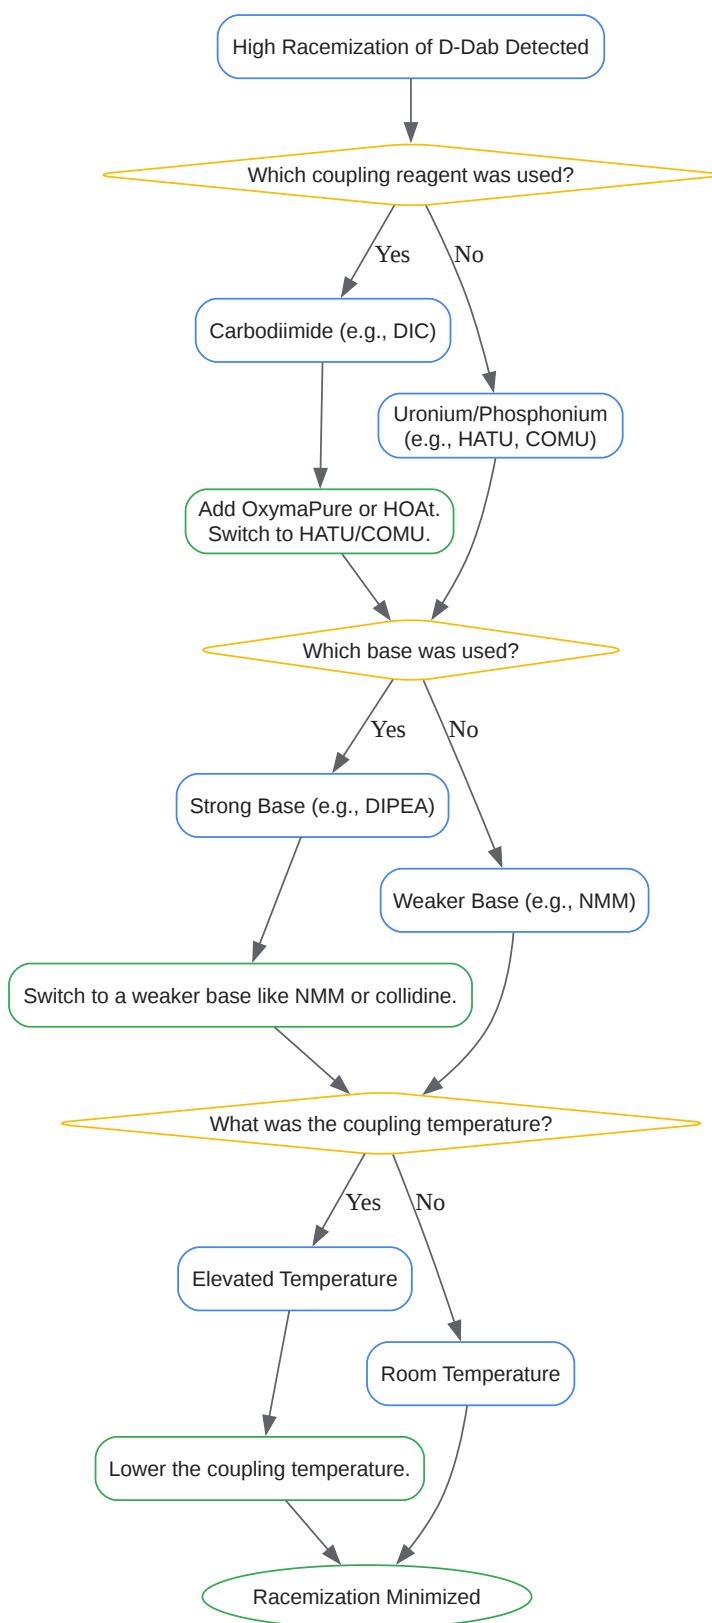 High Racemization of D-Dab Detected
Which coupling reagent was used?
Yes
No
Carbodiimide (e.g., DIC)
Uronium/Phosphonium
(e.g., HATU, COMU)
Add OxymaPure or HOAt.
Switch to HATU/COMU.
Which base was used?
Yes
No
Strong Base (e.g., DIPEA)
Weaker Base (e.g., NMM)
Switch to a weaker base like NMM or collidine.
What was the coupling temperature?
Yes
No
Elevated Temperature
Room Temperature
Lower the coupling temperature.
Racemization Minimized